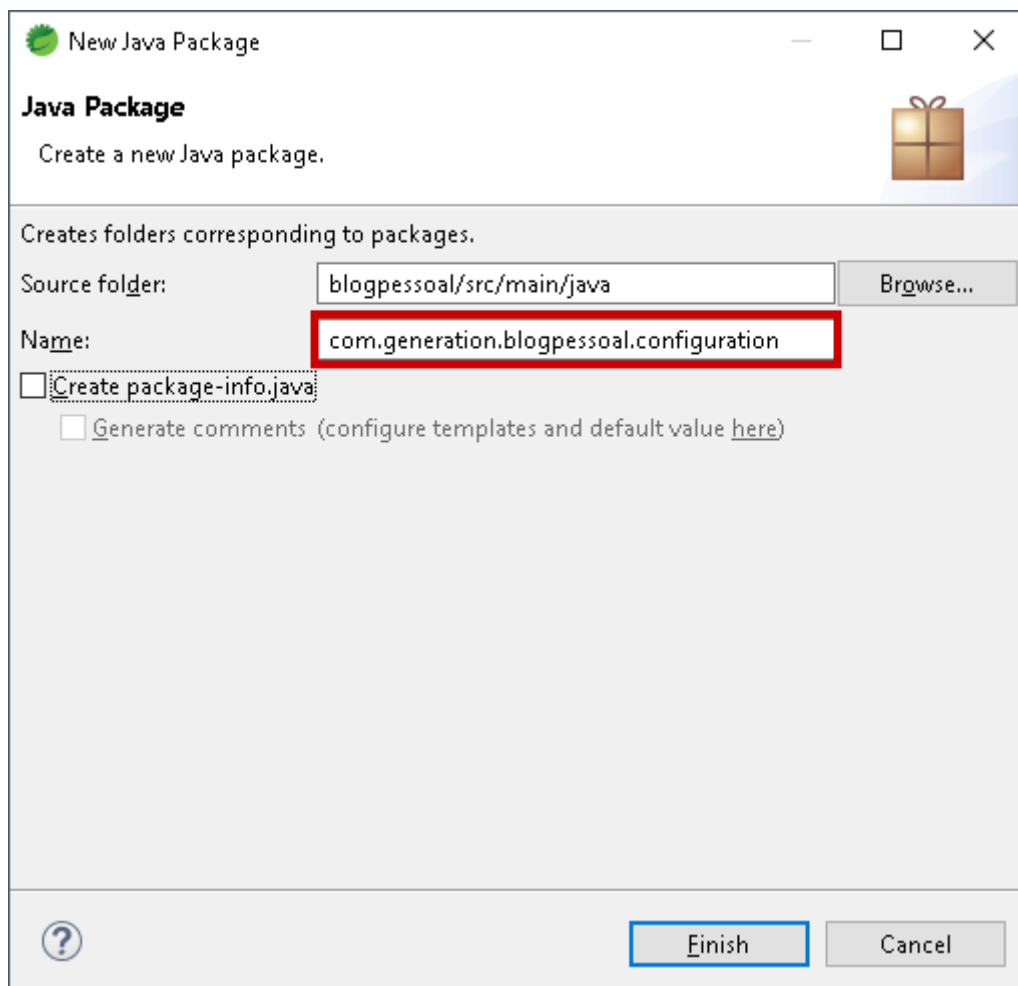 New Java Package
Java Package
Create a new Java package.
Creates folders corresponding to packages.
Source folder: blogpessoal/src/main/java Browse...
Name: com.generation.blogpessoal.configuration
Create package-info.java
Generate comments (configure templates and default value here)
? Finish Cancel